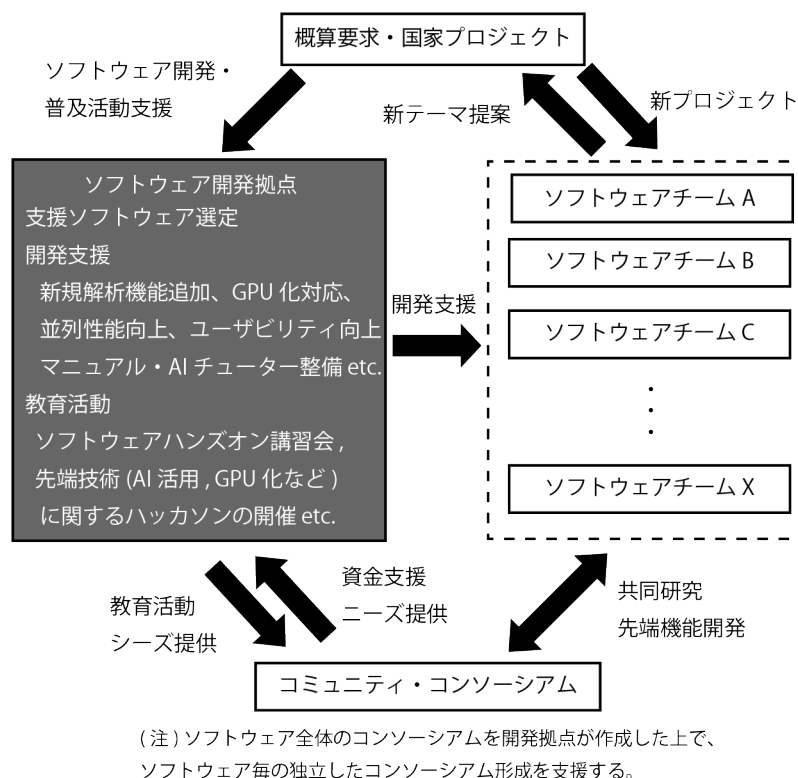 概算要求・国家プロジェクト
ソフトウェア開発・
普及活動支援
新テーマ提案
新プロジェクト
ソフトウェア開発拠点
支援ソフトウェア選定
開発支援
新規解析機能追加、GPU 化対応、
並列性能向上、ユーザビリティ向上
マニュアル・AI チューター整備 etc.
教育活動
ソフトウェアハンズオン講習会 ,
先端技術 (AI 活用 , GPU 化など )
に関するハッカソンの開催 etc.
開発支援
ソフトウェアチーム A
ソフトウェアチーム B
ソフトウェアチーム C
・
・
・
ソフトウェアチーム X
教育活動
シーズ提供
資金支援
ニーズ提供
共同研究
先端機能開発
コミュニティ・コンソーシアム
( 注 ) ソフトウェア全体のコンソーシアムを開発拠点が作成した上で、
ソフトウェア毎の独立したコンソーシアム形成を支援する。